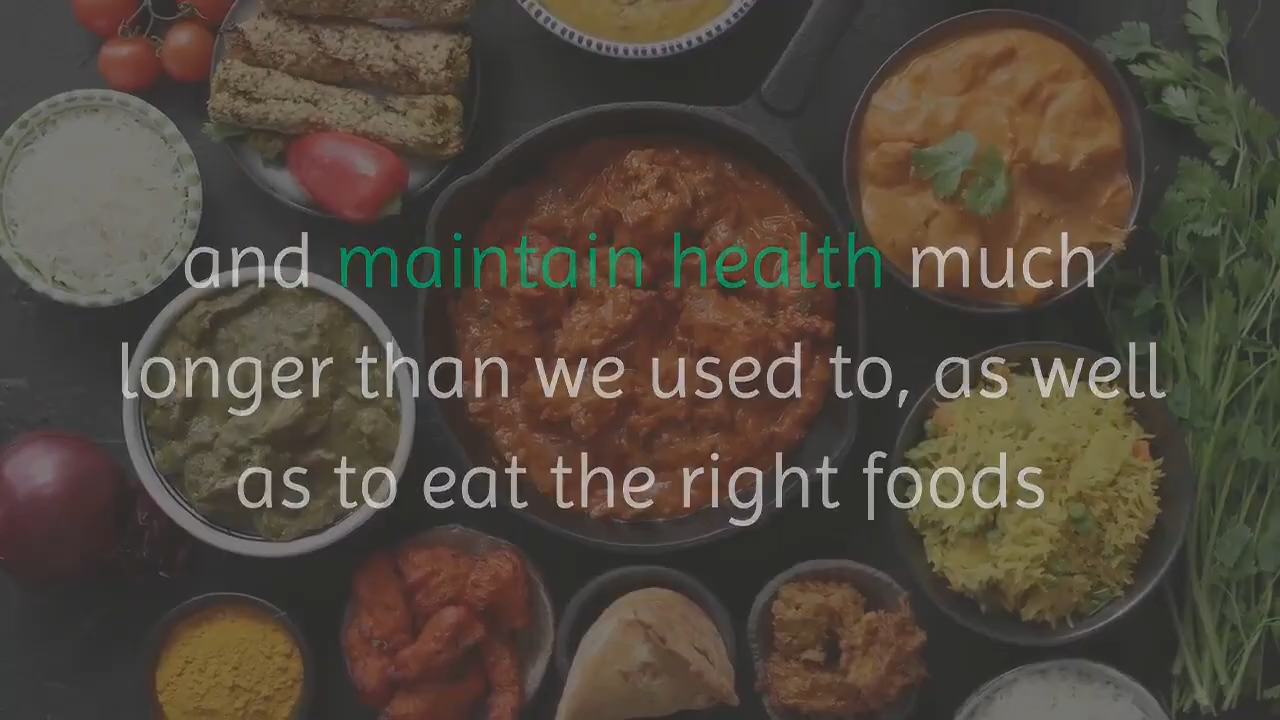 and maintain health much
longer than we used to, as well
as to eat the right foods